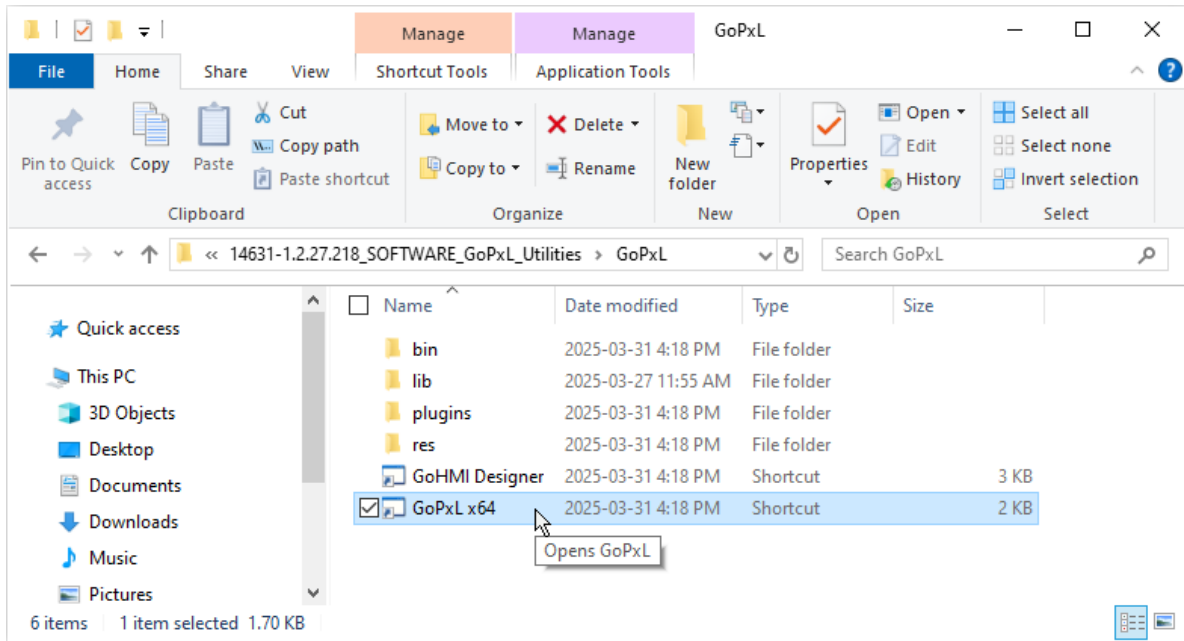 Manage Manage GoPxL
File Home Share View Shortcut Tools Application Tools
Pin to Quick access
Copy
Paste
Cut
Copy path
Paste shortcut
Clipboard
Move to
Copy to
Delete
Rename
Organize
New folder
New
Properties
Open
Edit
History
Open
Select all
Select none
Invert selection
Select
« 14631-1.2.27.218_SOFTWARE_GoPxL_Utilities > GoPxL
Search GoPxL
Quick access
This PC
3D Objects
Desktop
Documents
Downloads
Music
Pictures
Name Date modified Type Size
bin 2025-03-31 4:18 PM File folder
lib 2025-03-27 11:55 AM File folder
plugins 2025-03-31 4:18 PM File folder
res 2025-03-31 4:18 PM File folder
GoHMI Designer 2025-03-31 4:18 PM Shortcut 3 KB
GoPxL x64 2025-03-31 4:18 PM Shortcut 2 KB
Opens GoPxL
6 items 1 item selected 1.70 KB